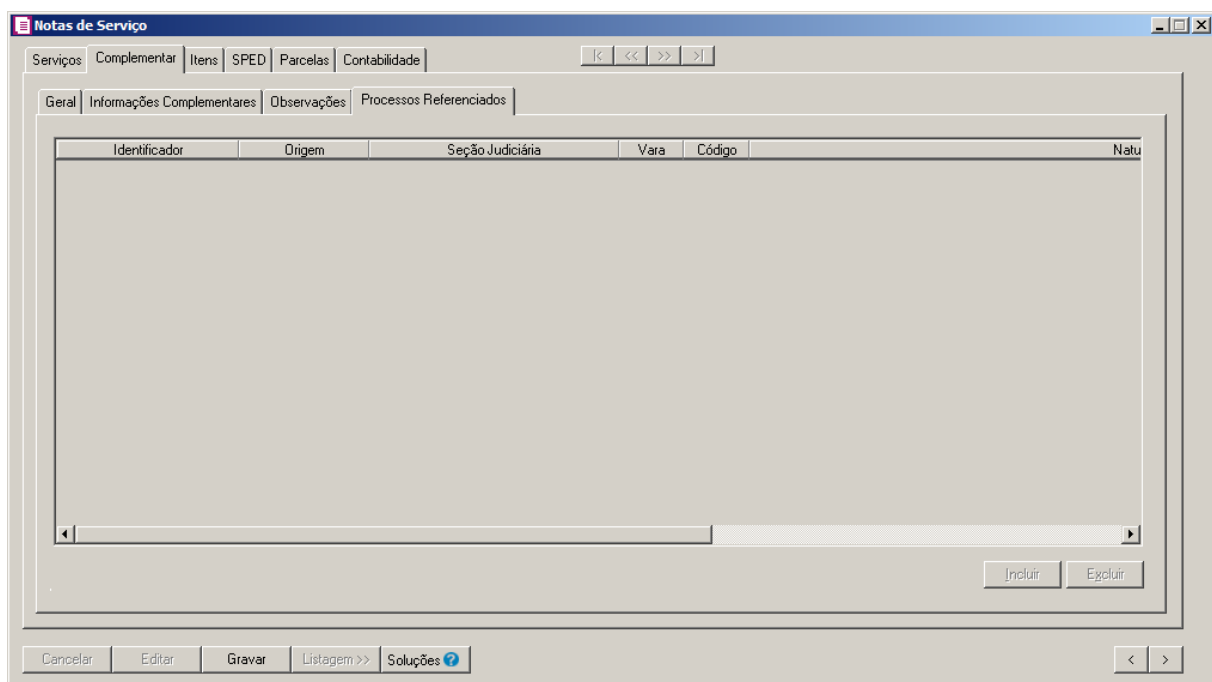 Notas de Serviço
Serviços Complementar Itens SPED Parcelas Contabilidade |< << >> >|
Geral Informações Complementares Observações Processos Referenciados
Identificador Origem Seção Judiciária Vara Código Natu
Incluir Excluir
Cancelar Editar Gravar Listagem >> Soluções ? < >